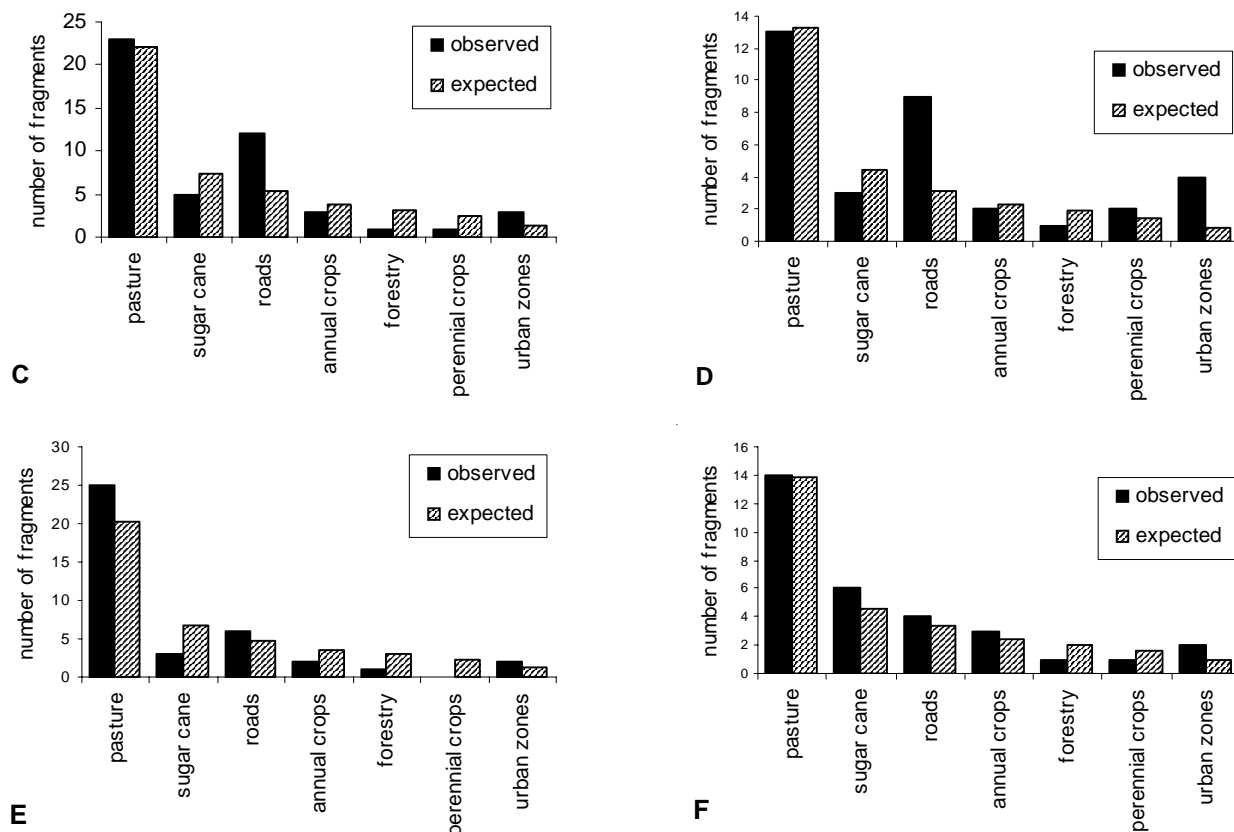 number of fragments
25
20
15
10
5
0
observed
expected
pasture
sugar cane
roads
annual crops
forestry
perennial crops
urban zones
C
number of fragments
14
12
10
8
6
4
2
0
observed
expected
pasture
sugar cane
roads
annual crops
forestry
perennial crops
urban zones
D
number of fragments
30
25
20
15
10
5
0
observed
expected
pasture
sugar cane
roads
annual crops
forestry
perennial crops
urban zones
E
number of fragments
16
14
12
10
8
6
4
2
0
observed
expected
pasture
sugar cane
roads
annual crops
forestry
perennial crops
urban zones
F